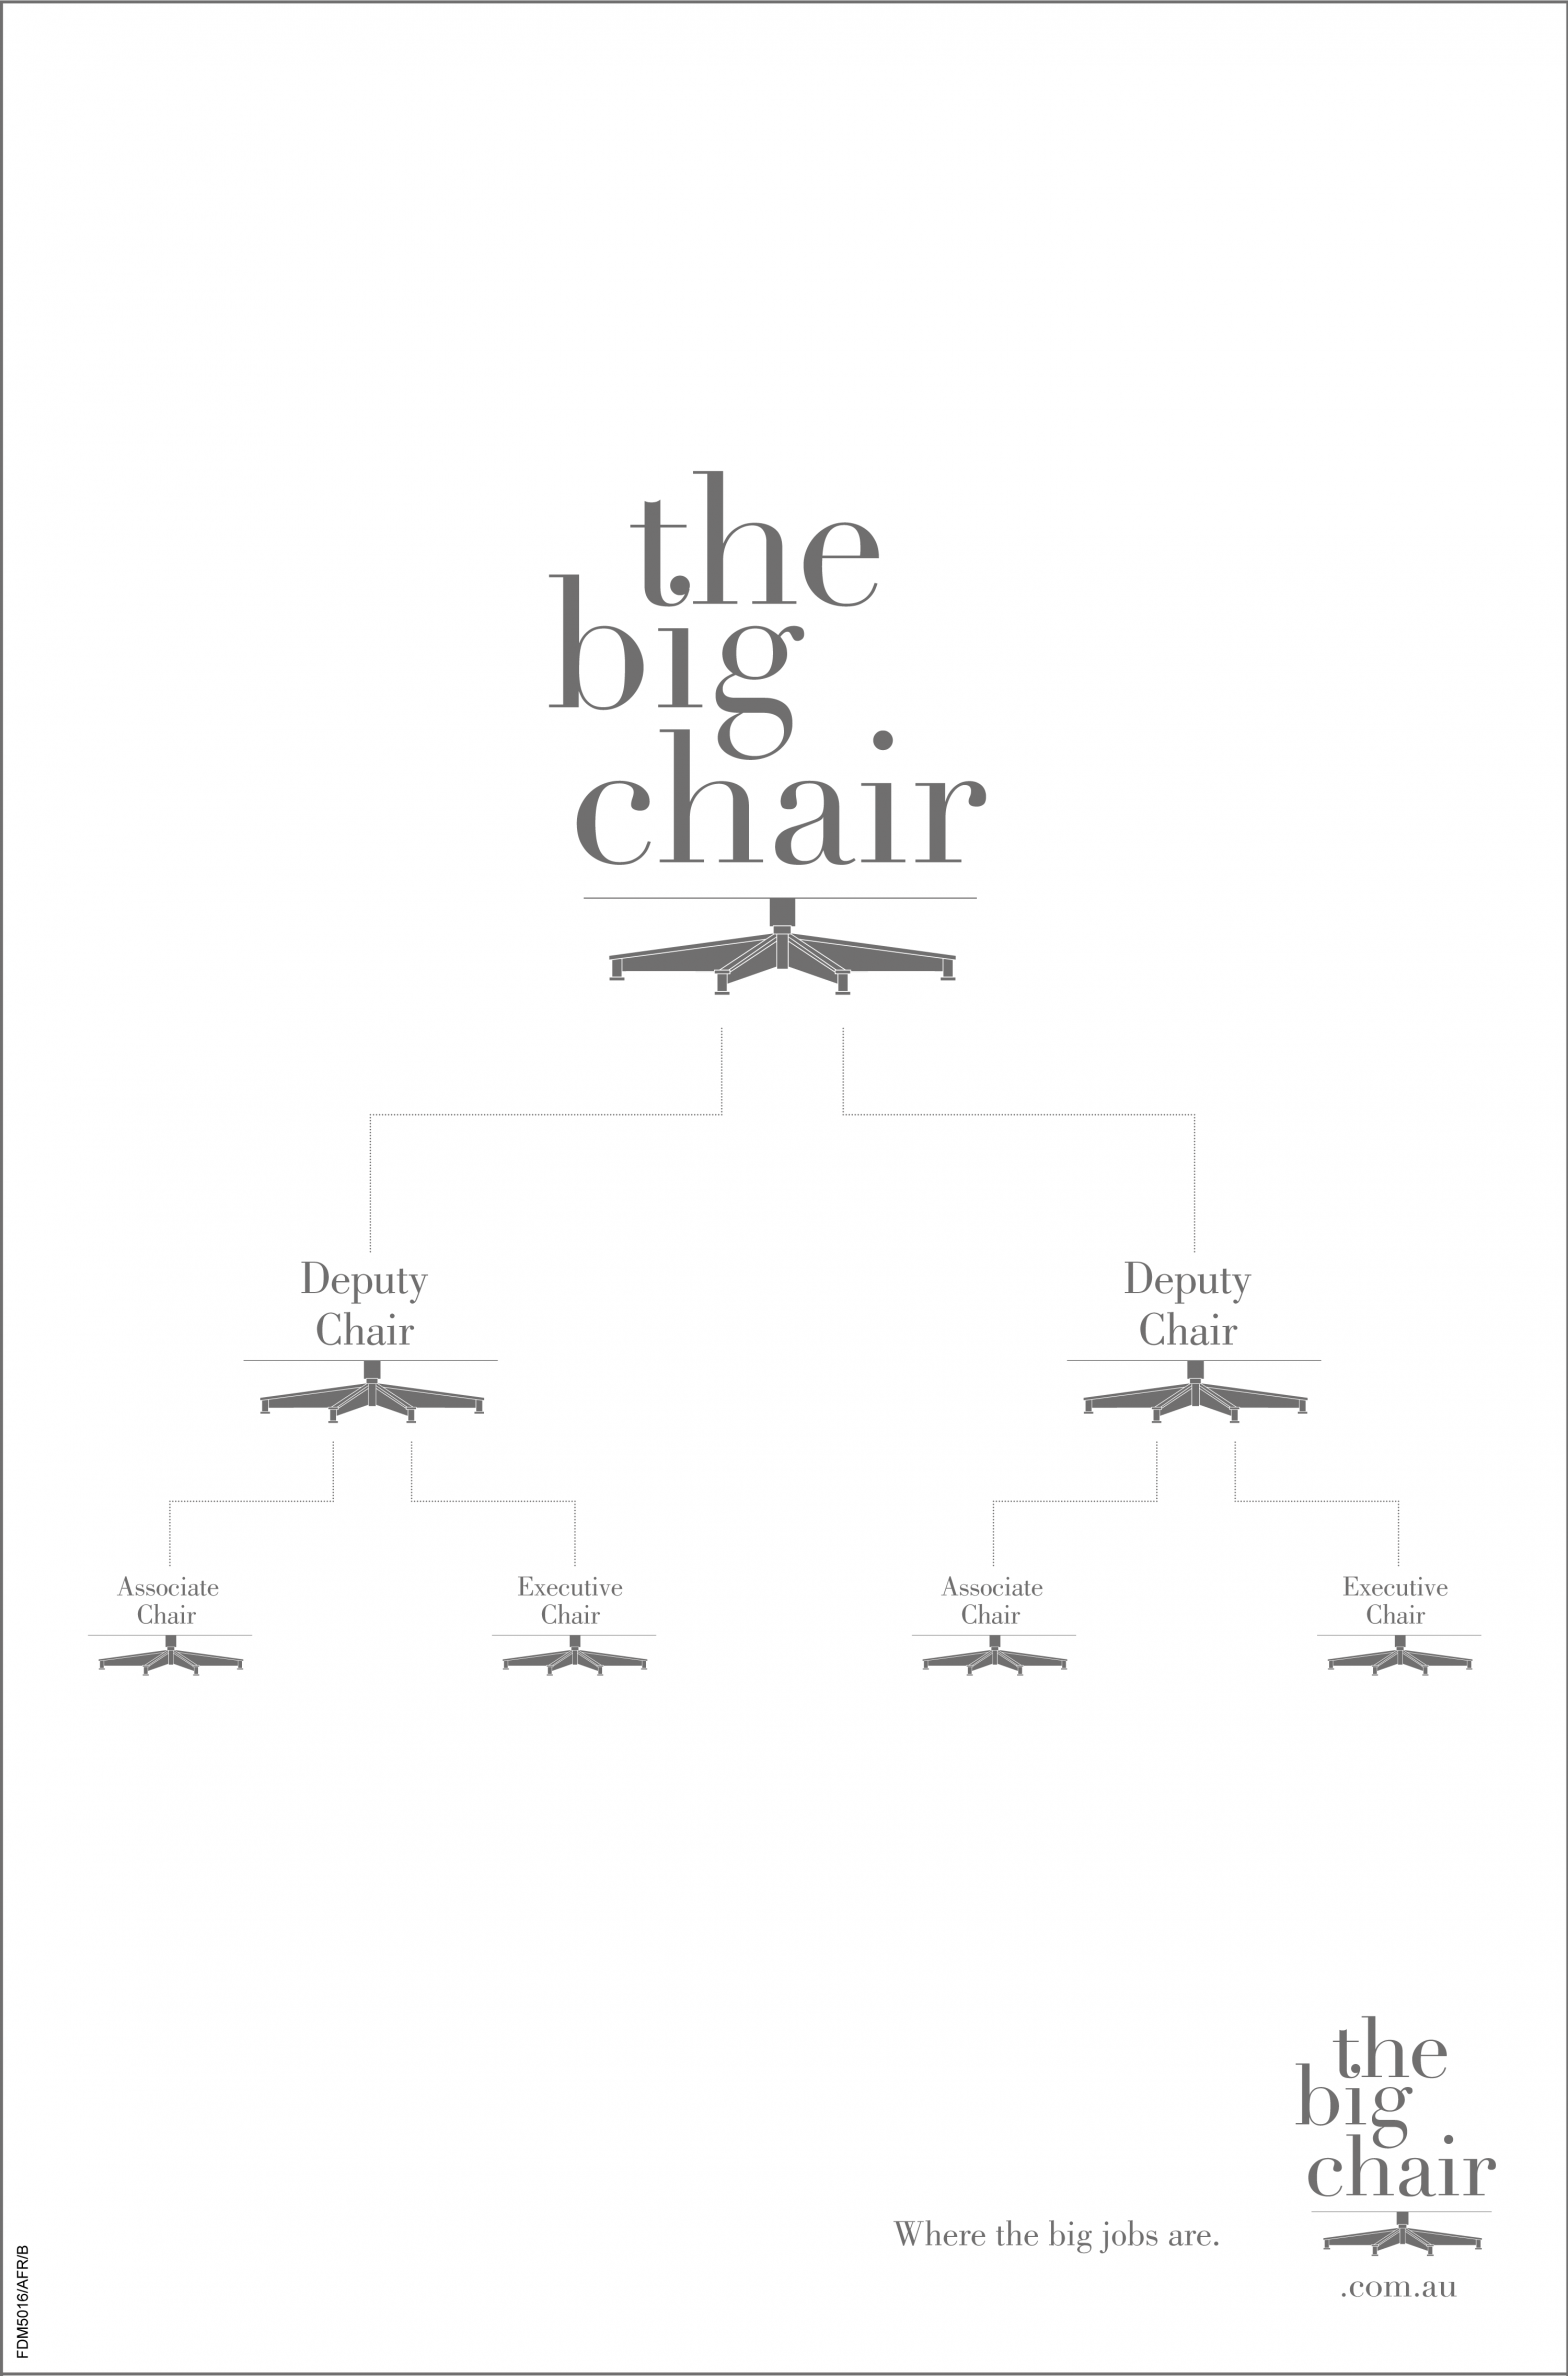 the
big
chair
Deputy
Chair
Deputy
Chair
Associate
Chair
Executive
Chair
Associate
Chair
Executive
Chair
the
big
chair
Where the big jobs are.
.com.au
FDM5016/AFR/B